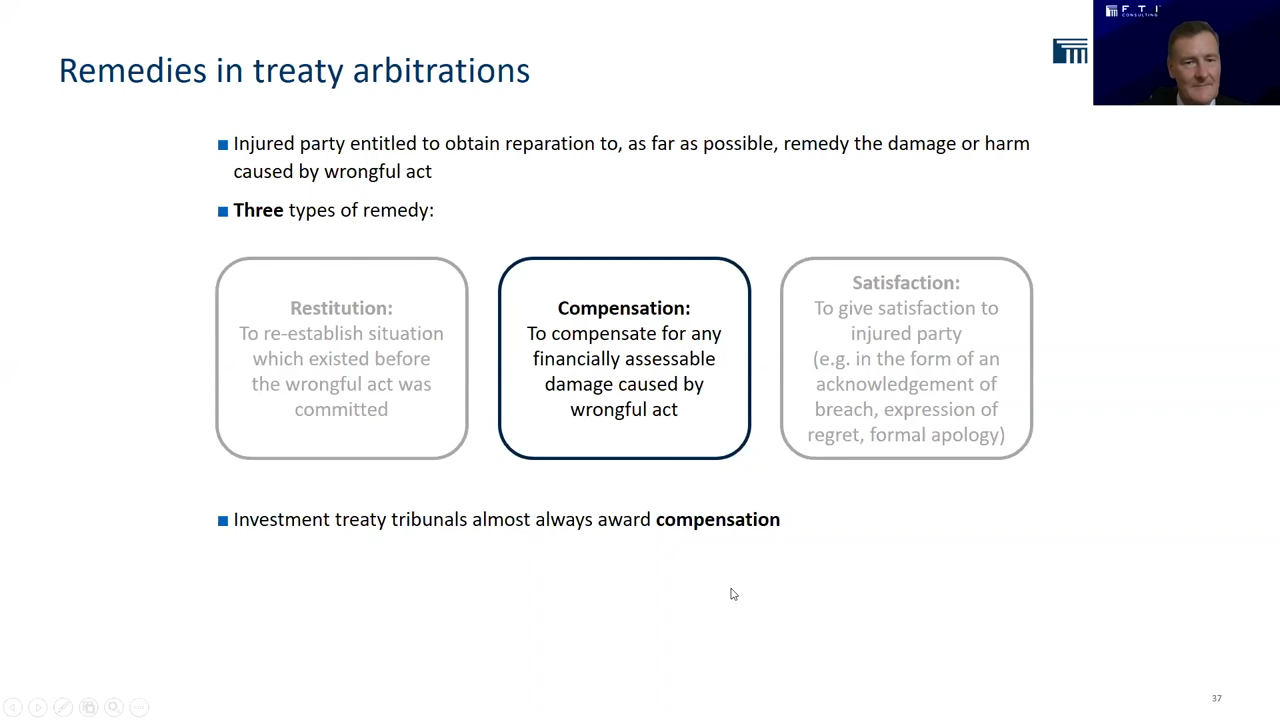 FTI
CONSULTING
Remedies in treaty arbitrations
Injured party entitled to obtain reparation to, as far as possible, remedy the damage or harm
caused by wrongful act
Three types of remedy:
Restitution:
To re-establish situation
which existed before
the wrongful act was
committed
Compensation:
To compensate for any
financially assessable
damage caused by
wrongful act
Satisfaction:
To give satisfaction to
injured party
(e.g. in the form of an
acknowledgement of
breach, expression of
regret, formal apology)
Investment treaty tribunals almost always award compensation
37